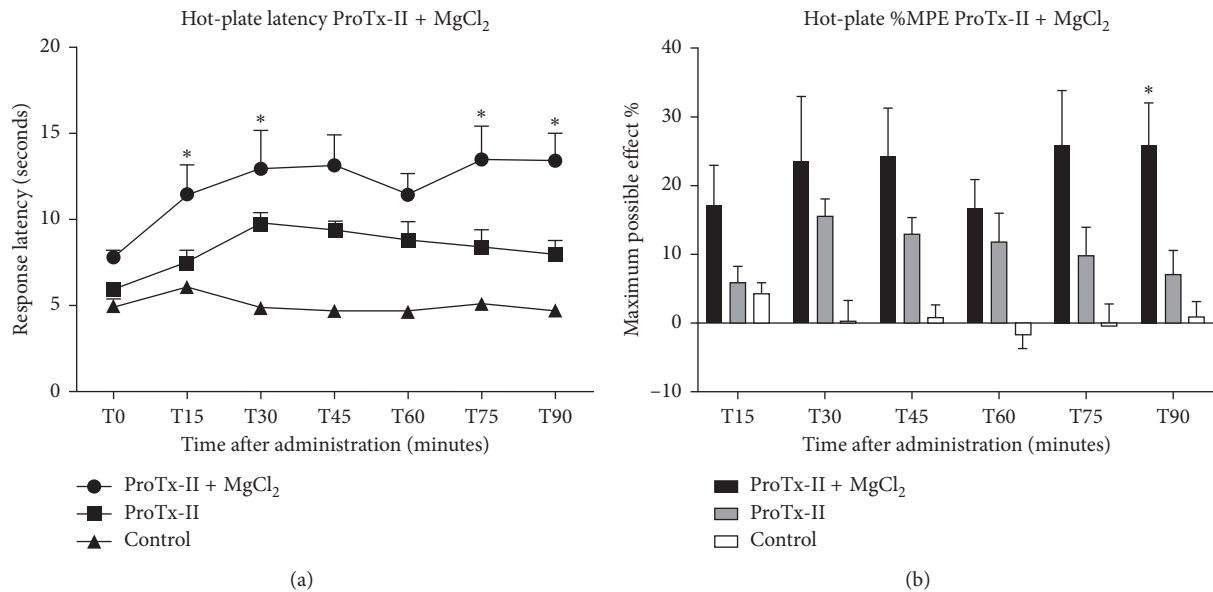 Hot-plate latency ProTx-II + MgCl₂
20
15
10
5
0
Response latency (seconds)
*
*
*
*
T0 T15 T30 T45 T60 T75 T90
Time after administration (minutes)
ProTx-II + MgCl₂
ProTx-II
Control
(a)
Hot-plate %MPE ProTx-II + MgCl₂
40
30
20
10
0
−10
Maximum possible effect %
*
T15 T30 T45 T60 T75 T90
Time after administration (minutes)
ProTx-II + MgCl₂
ProTx-II
Control
(b)